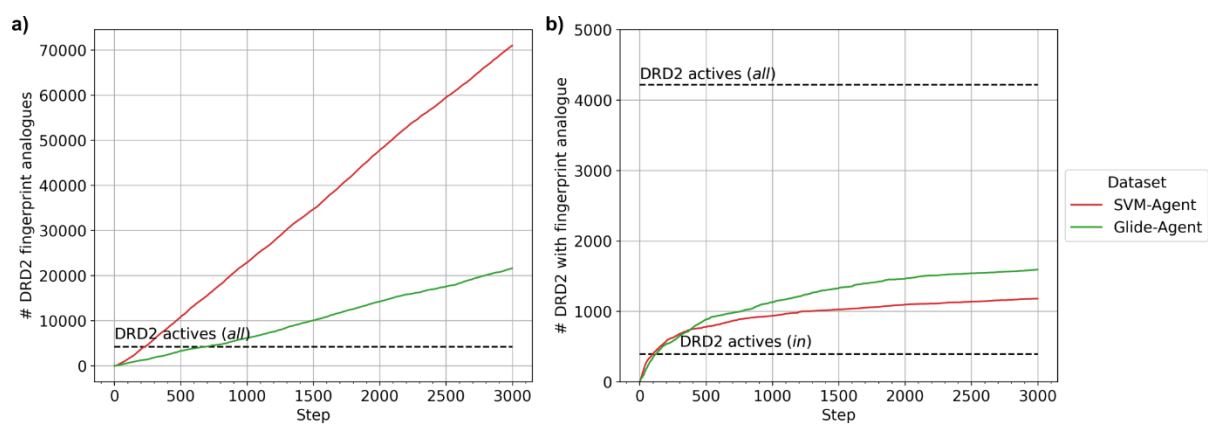 a)
# DRD2 fingerprint analogues
70000
60000
50000
40000
30000
20000
10000
0
DRD2 actives (all)
0
500
1000
1500
2000
2500
3000
Step
b)
# DRD2 with fingerprint analogue
5000
4000
3000
2000
1000
0
DRD2 actives (all)
DRD2 actives (in)
0
500
1000
1500
2000
2500
3000
Step
Dataset
SVM-Agent
Glide-Agent